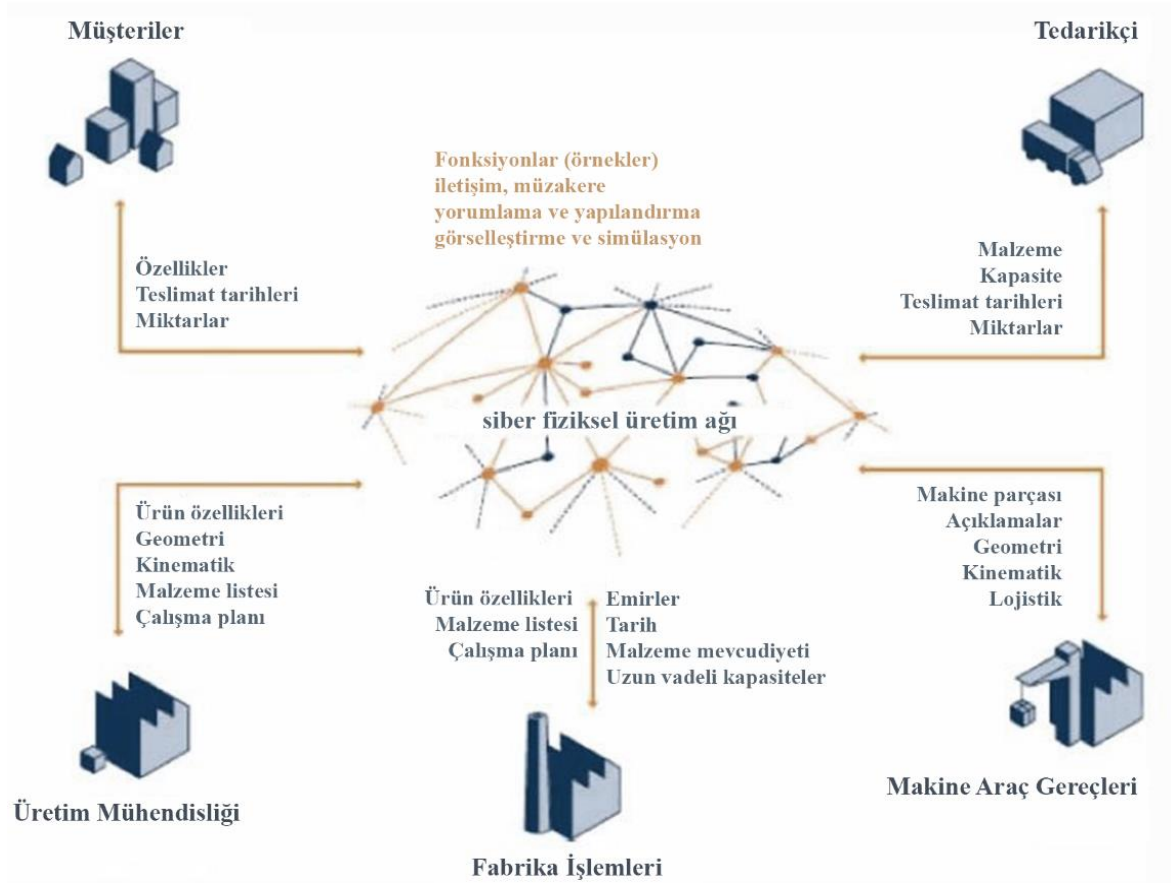 Müşteriler
Tedarikçi
Fonksiyonlar (örnekler)
iletişim, müzakere
yorumlama ve yapılandırma
görselleştirme ve simülasyon
Özellikler
Teslimat tarihleri
Miktarlar
Malzeme
Kapasite
Teslimat tarihleri
Miktarlar
siber fiziksel üretim ağı
Ürün özellikleri
Geometri
Kinematik
Malzeme listesi
Çalışma planı
Ürün özellikleri
Malzeme listesi
Çalışma planı
Emirler
Tarih
Malzeme mevcudiyeti
Uzun vadeli kapasiteler
Makine parçası
Açıklamalar
Geometri
Kinematik
Lojistik
Üretim Mühendisliği
Fabrika İşlemleri
Makine Araç Gereçleri